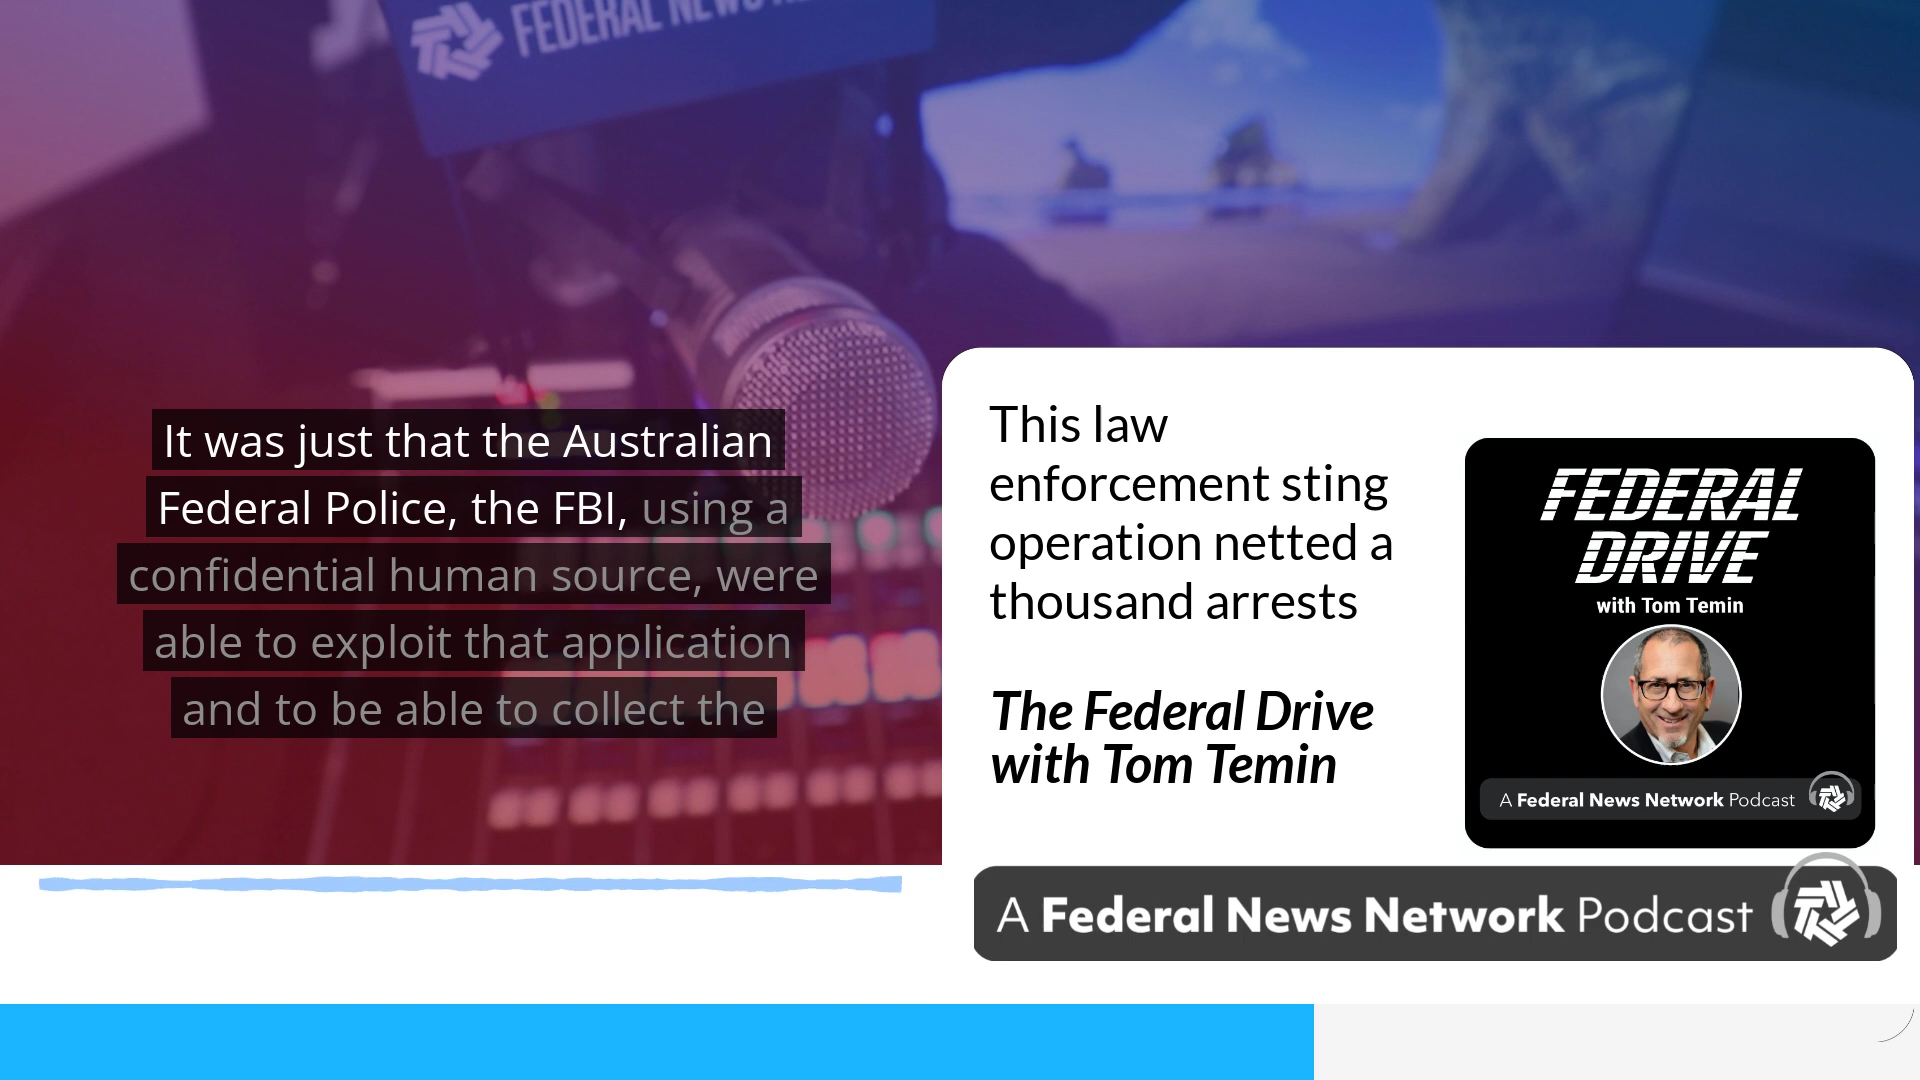 FEDERAL NEWS
It was just that the Australian
Federal Police, the FBI, using a
confidential human source, were
able to exploit that application
and to be able to collect the
This law
enforcement sting
operation netted a
thousand arrests
The Federal Drive
with Tom Temin
FEDERAL
DRIVE
with Tom Temin
A Federal News Network Podcast
A Federal News Network Podcast